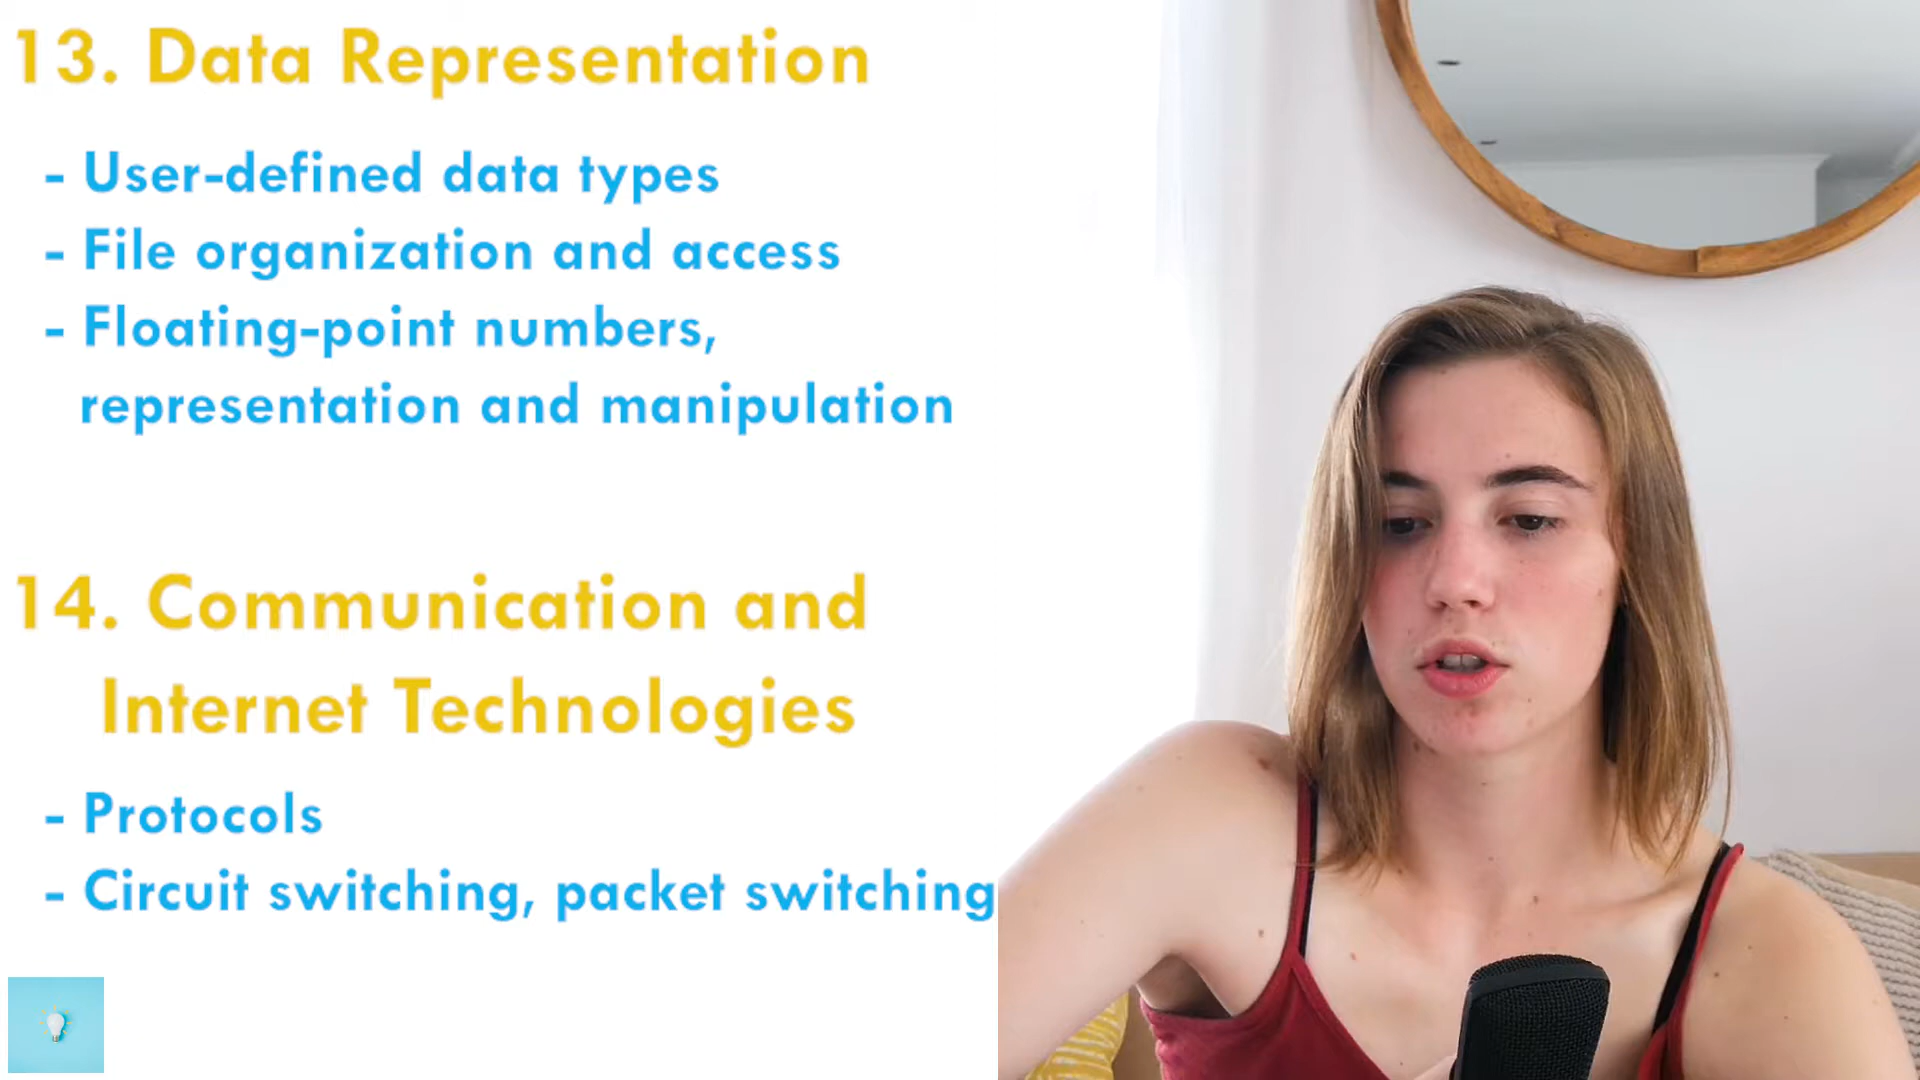 13. Data Representation
- User-defined data types
- File organization and access
- Floating-point numbers,
representation and manipulation
14. Communication and
Internet Technologies
- Protocols
- Circuit switching, packet switching